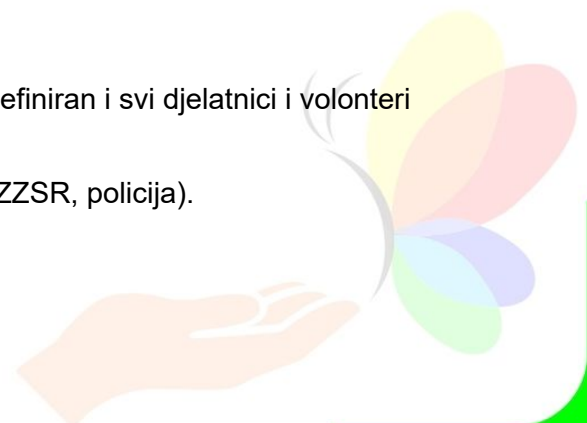 efiniran i svi djelatnici i volonteri
ZZSR, policija).